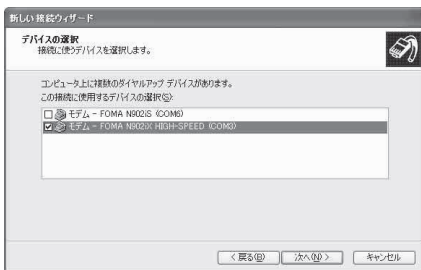 新しい接続ウィザード
デバイスの選択
接続に使うデバイスを選択します。
コンピュータ上に複数のダイヤルアップ デバイスがあります。
この接続に使用するデバイスの選択(S):
モデム - FOMA N902iS (COM6)
モデム - FOMA N902iX HIGH-SPEED (COM3)
< 戻る(B)
次へ(N) >
キャンセル